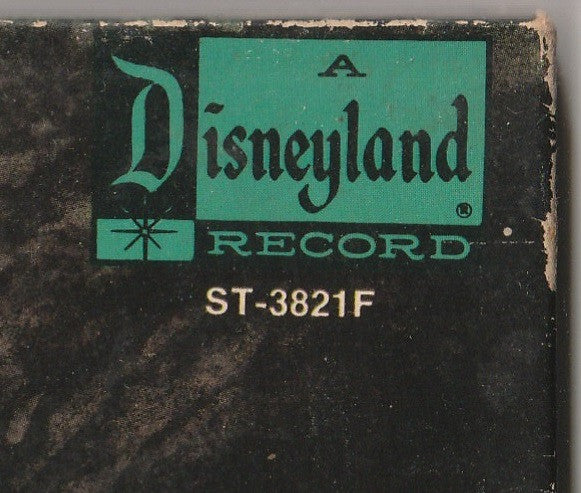 A
Disneyland®
RECORD
ST-3821F